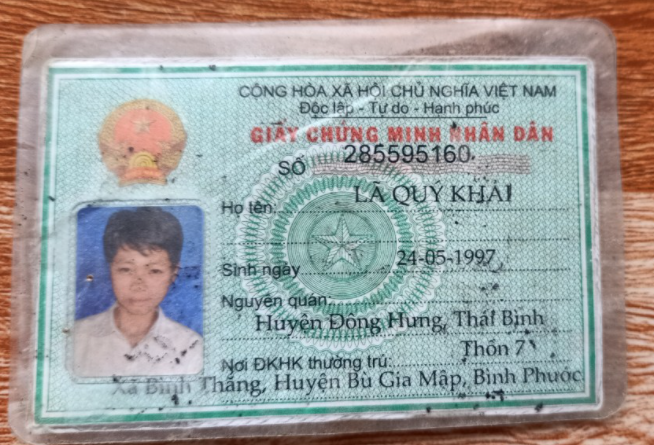 CỘNG HÒA XÃ HỘI CHỦ NGHĨA VIỆT NAM
Độc lập - Tự do - Hạnh phúc
GIẤY CHỨNG MINH NHÂN DÂN
SỐ 285595160
Họ tên: LÃ QUÝ KHẢI
Sinh ngày 24-05-1997
Nguyên quán:
Huyện Đông Hưng, Thái Bình
Nơi ĐKHK thường trú: Thôn 7
Xã Bình Thắng, Huyện Bù Gia Mập, Bình Phước